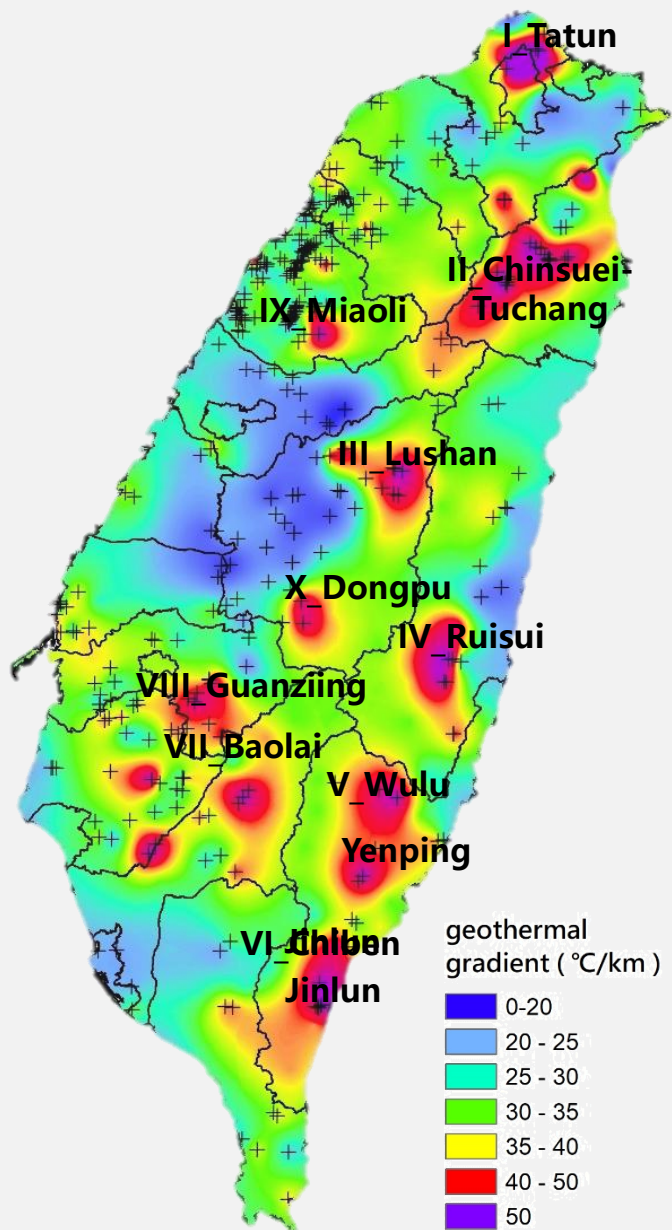 I_Tatun
II_Chinsuei-
Tuchang
IX_Miaoli
III_Lushan
X_Dongpu
IV_Ruisui
VIII_Guanziing
VII_Baolai
V_Wulu
Yenping
VI_
Jinlun
geothermal
gradient ( °C/km )
0-20
20 - 25
25 - 30
30 - 35
35 - 40
40 - 50
50